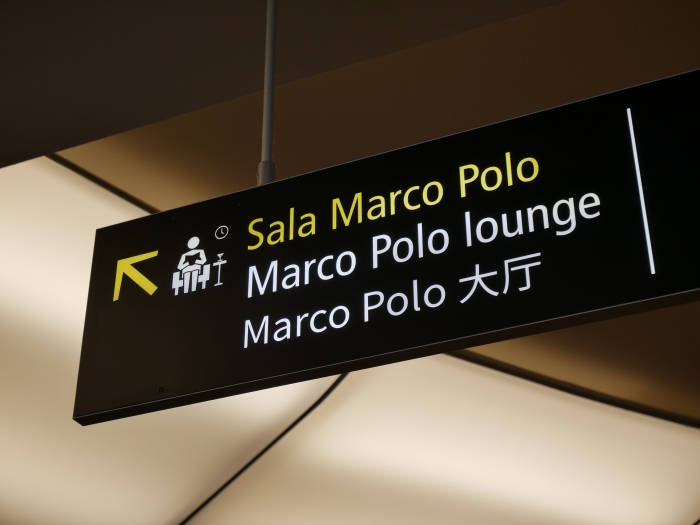 Sala Marco Polo
Marco Polo lounge
Marco Polo 大厅